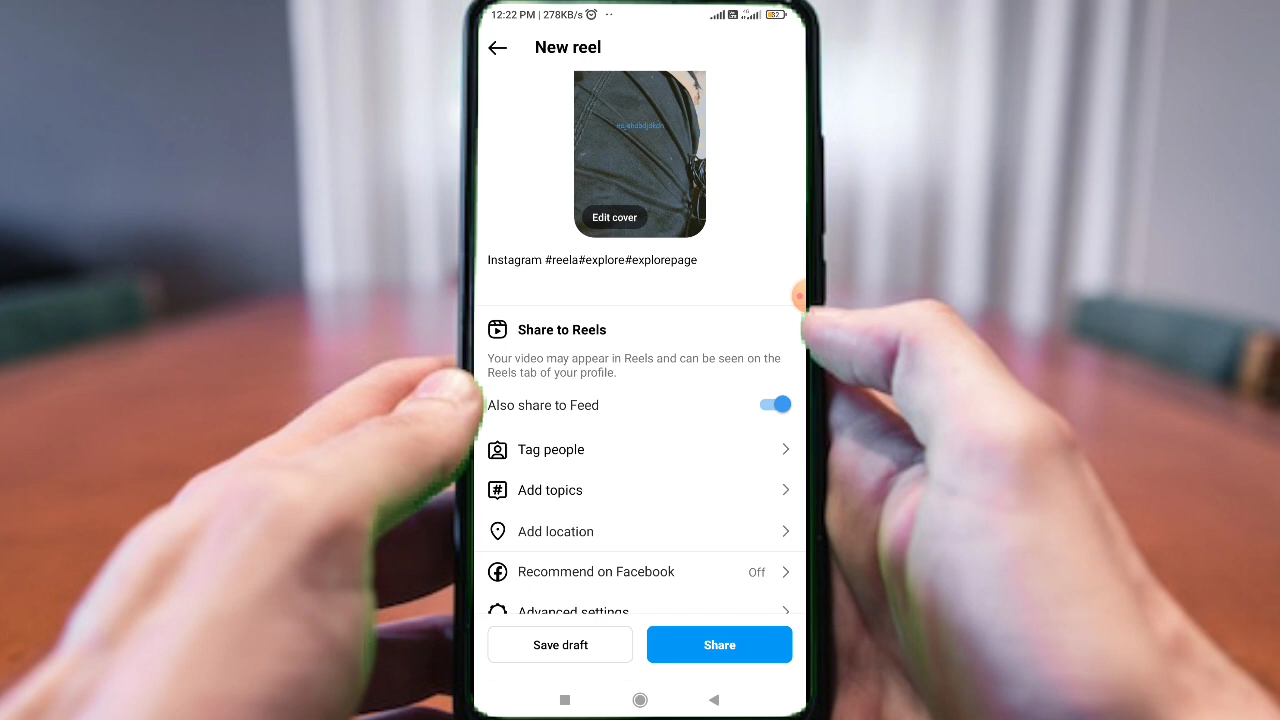 12:22 PM | 278KB/s
4G
32
New reel
Edit cover
Instagram #reela#explore#explorepage
Share to Reels
Your video may appear in Reels and can be seen on the
Reels tab of your profile.
Also share to Feed
Tag people
Add topics
Add location
Recommend on Facebook Off
Advanced settings
Save draft Share